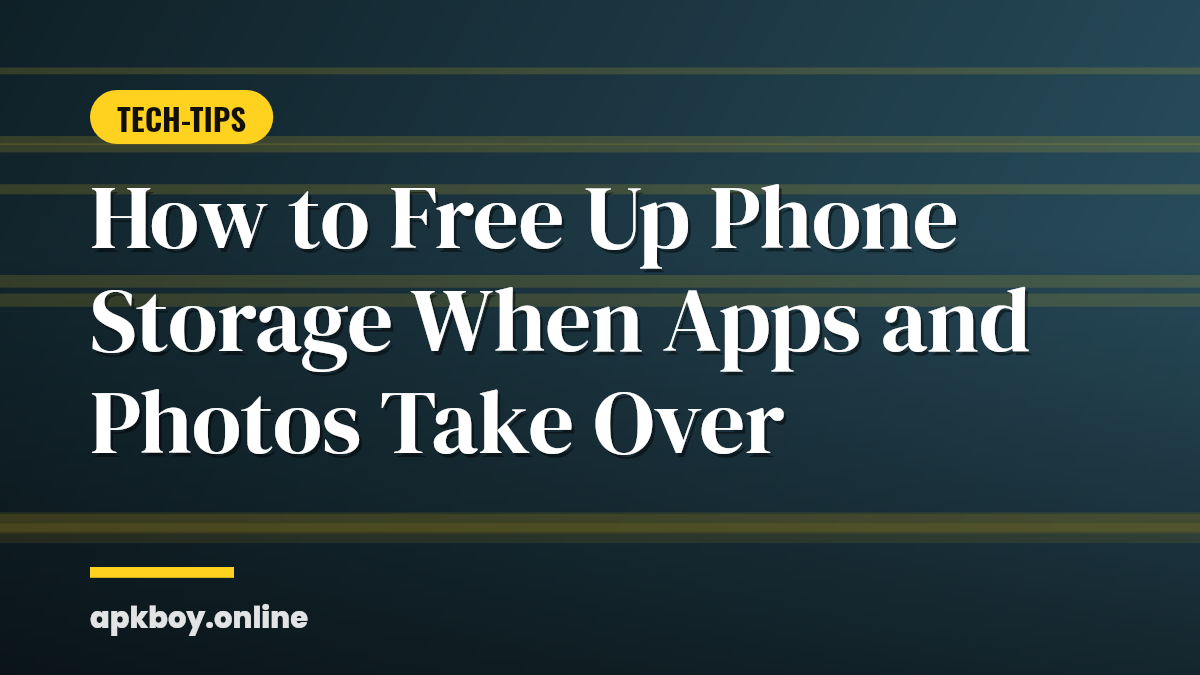 TECH-TIPS
How to Free Up Phone
Storage When Apps and
Photos Take Over
apkboy.online